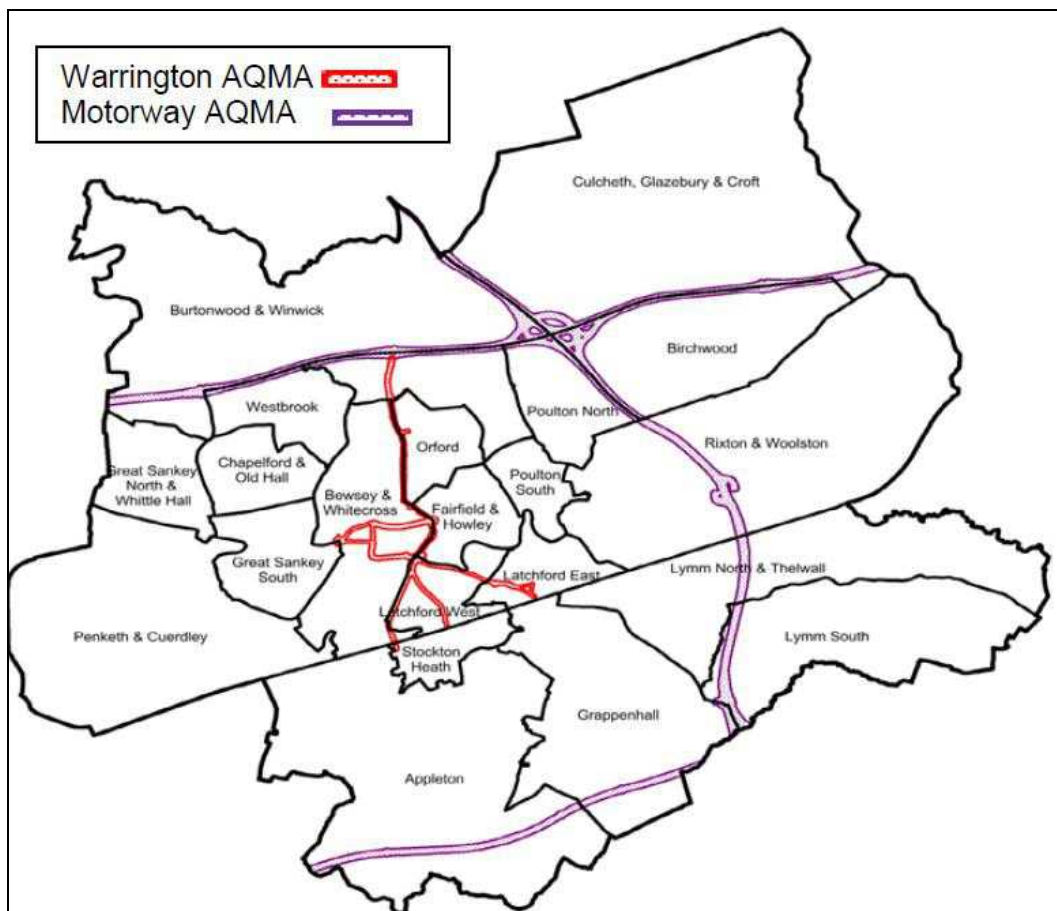 Warrington AQMA
Motorway AQMA
Culcheth, Glazebury & Croft
Burtonwood & Winwick
Birchwood
Westbrook
Poulton North
Rixton & Woolston
Orford
Great Sankey
North &
Whittle Hall
Chapelford &
Old Hall
Poulton
South
Bewsey &
Whitecross
Fairfield &
Howley
Great Sankey
South
Latchford East
Lymm North & Thelwall
Latchford West
Penketh & Cuerdley
Lymm South
Stockton
Heath
Grappenhall
Appleton